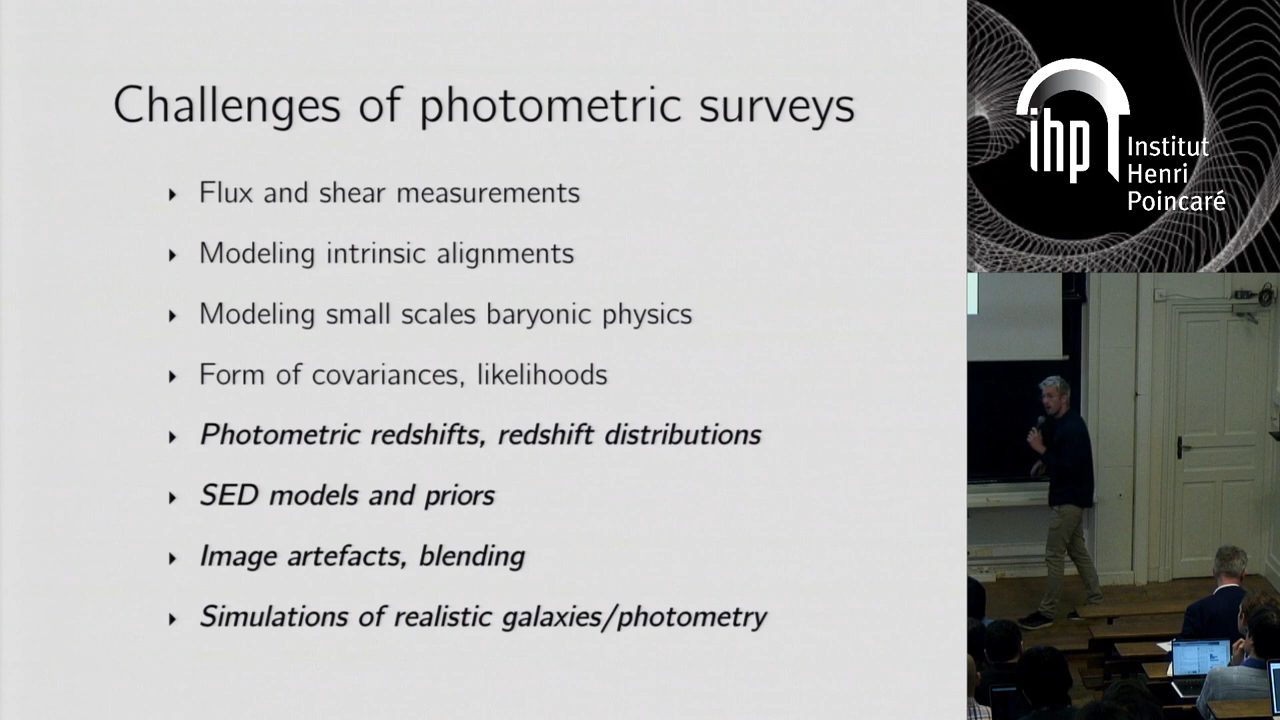 Challenges of photometric surveys
Flux and shear measurements
Modeling intrinsic alignments
Modeling small scales baryonic physics
Form of covariances, likelihoods
Photometric redshifts, redshift distributions
SED models and priors
Image artefacts, blending
Simulations of realistic galaxies/photometry
ihp
Institut
Henri
Poincaré